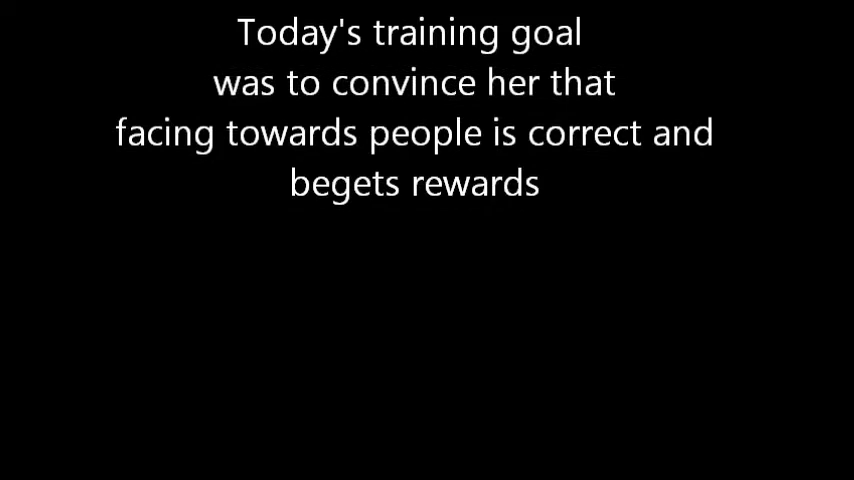 Today's training goal
was to convince her that
facing towards people is correct and
begets rewards